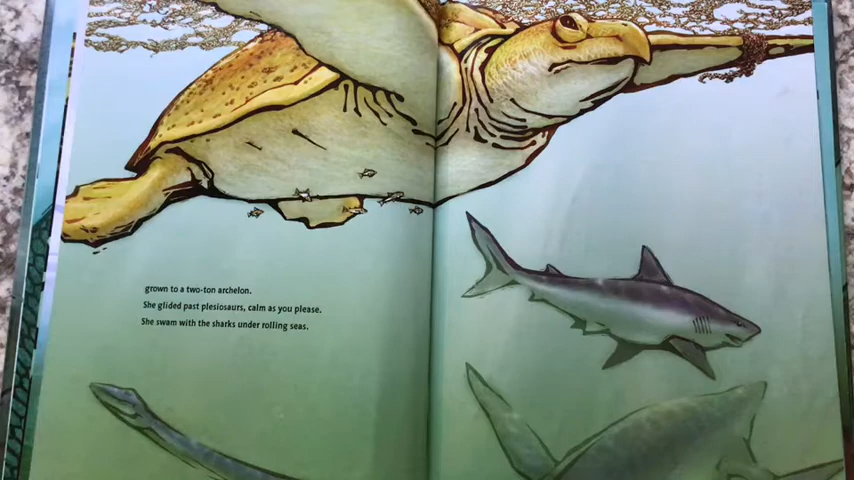 grown to a two-ton archelon.
She glided past plesiosaurs, calm as you please.
She swam with the sharks under rolling seas.